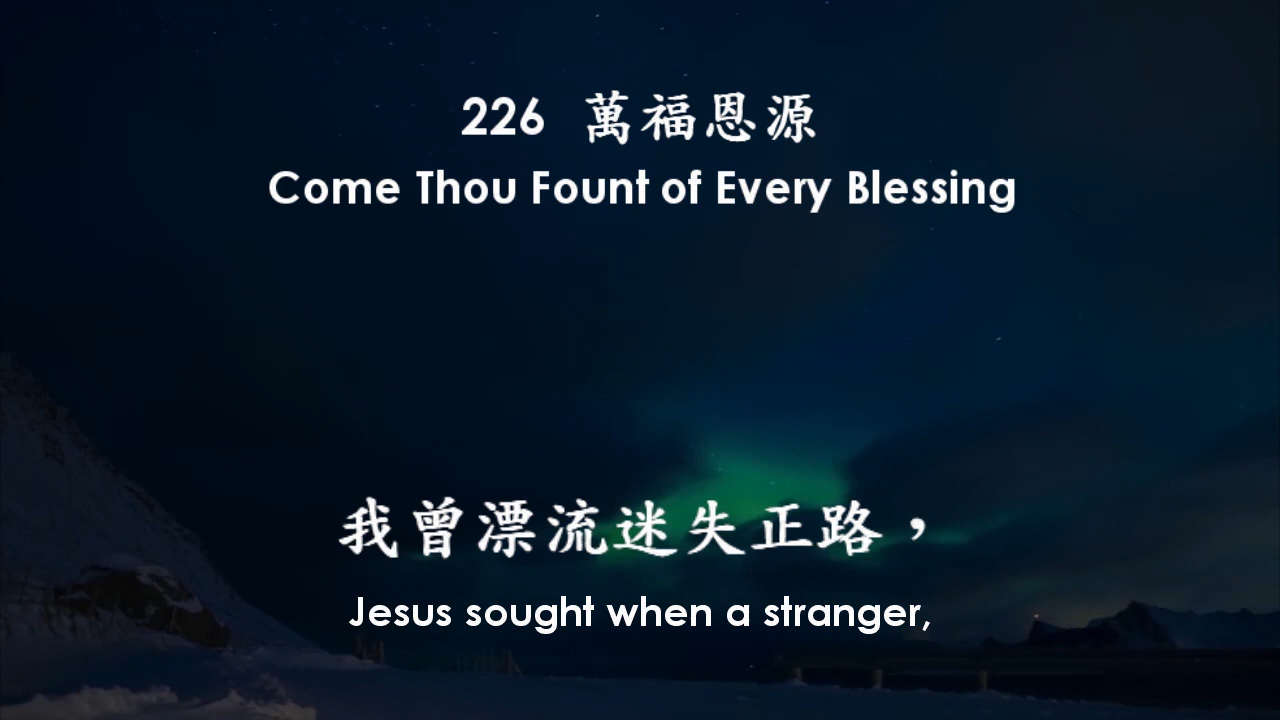 226 萬福恩源
Come Thou Fount of Every Blessing
我曾漂流迷失正路，
Jesus sought when a stranger,